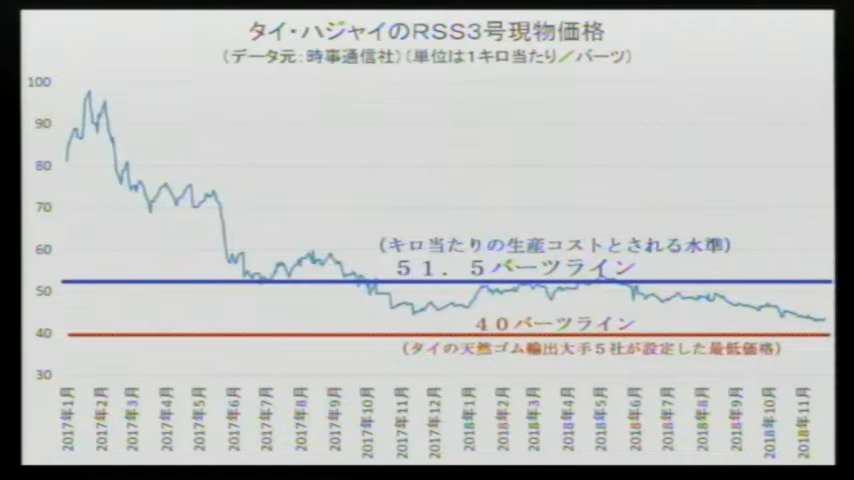 タイ・ハジャイのRSS3号現物価格
（データ元：時事通信社）（単位は1キロ当たり／バーツ）
100
90
80
70
60
50
40
30
（キロ当たりの生産コストとされる水準）
５１．５バーツライン
４０バーツライン
（タイの天然ゴム輸出大手５社が設定した最低価格）
2017年1月
2017年2月
2017年3月
2017年4月
2017年5月
2017年6月
2017年7月
2017年8月
2017年9月
2017年10月
2017年11月
2017年12月
2018年1月
2018年2月
2018年3月
2018年4月
2018年5月
2018年6月
2018年7月
2018年8月
2018年9月
2018年10月
2018年11月